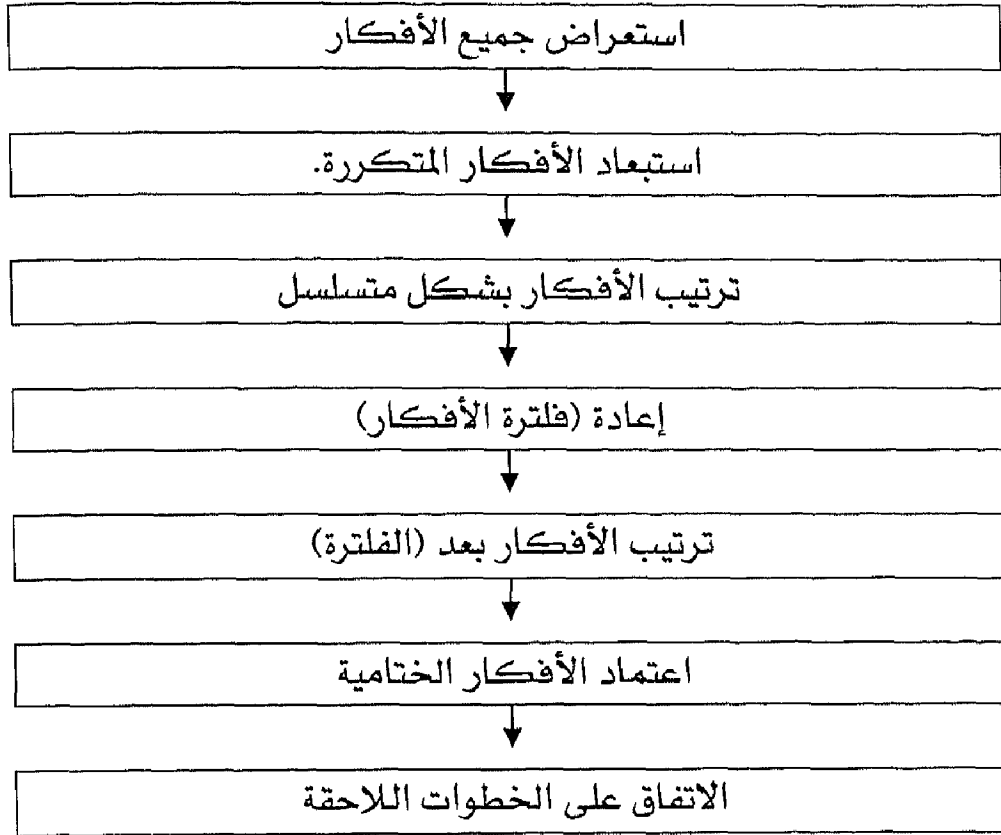 استعراض جميع الأفكار
استبعاد الأفكار المتكررة.
ترتيب الأفكار بشكل متسلسل
إعادة (فلترة الأفكار)
ترتيب الأفكار بعد (الفلترة)
اعتماد الأفكار الختامية
الاتفاق على الخطوات اللاحقة